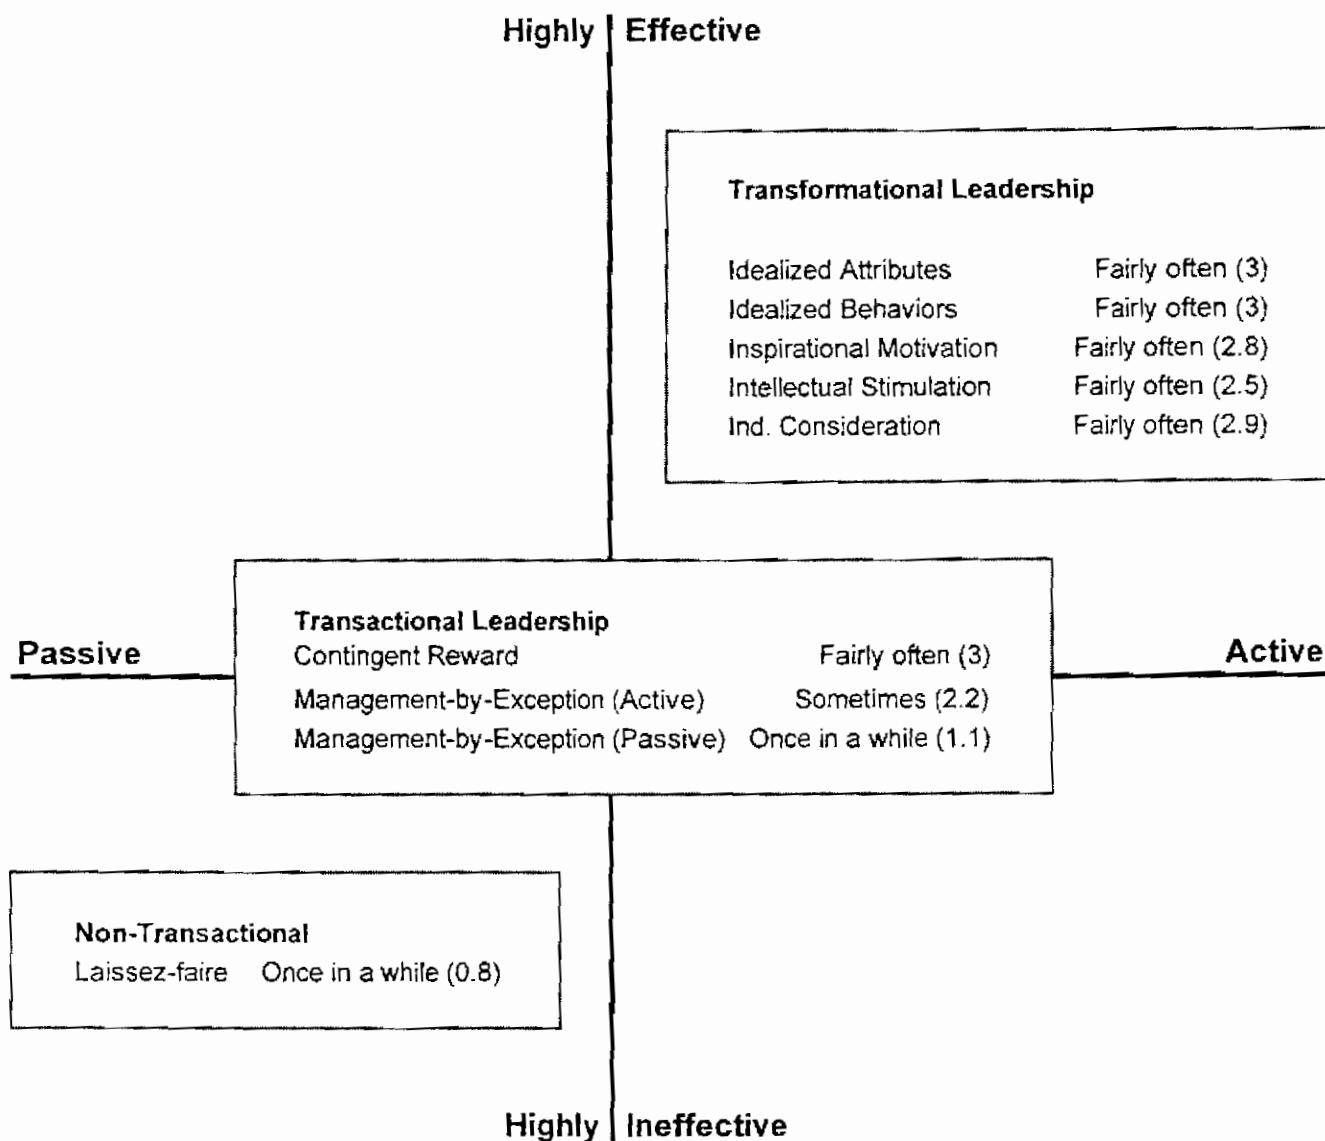 Highly Effective
Transformational Leadership
Idealized Attributes Fairly often (3)
Idealized Behaviors Fairly often (3)
Inspirational Motivation Fairly often (2.8)
Intellectual Stimulation Fairly often (2.5)
Ind. Consideration Fairly often (2.9)
Transactional Leadership
Passive Contingent Reward Fairly often (3) Active
Management-by-Exception (Active) Sometimes (2.2)
Management-by-Exception (Passive) Once in a while (1.1)
Non-Transactional
Laissez-faire Once in a while (0.8)
Highly Ineffective